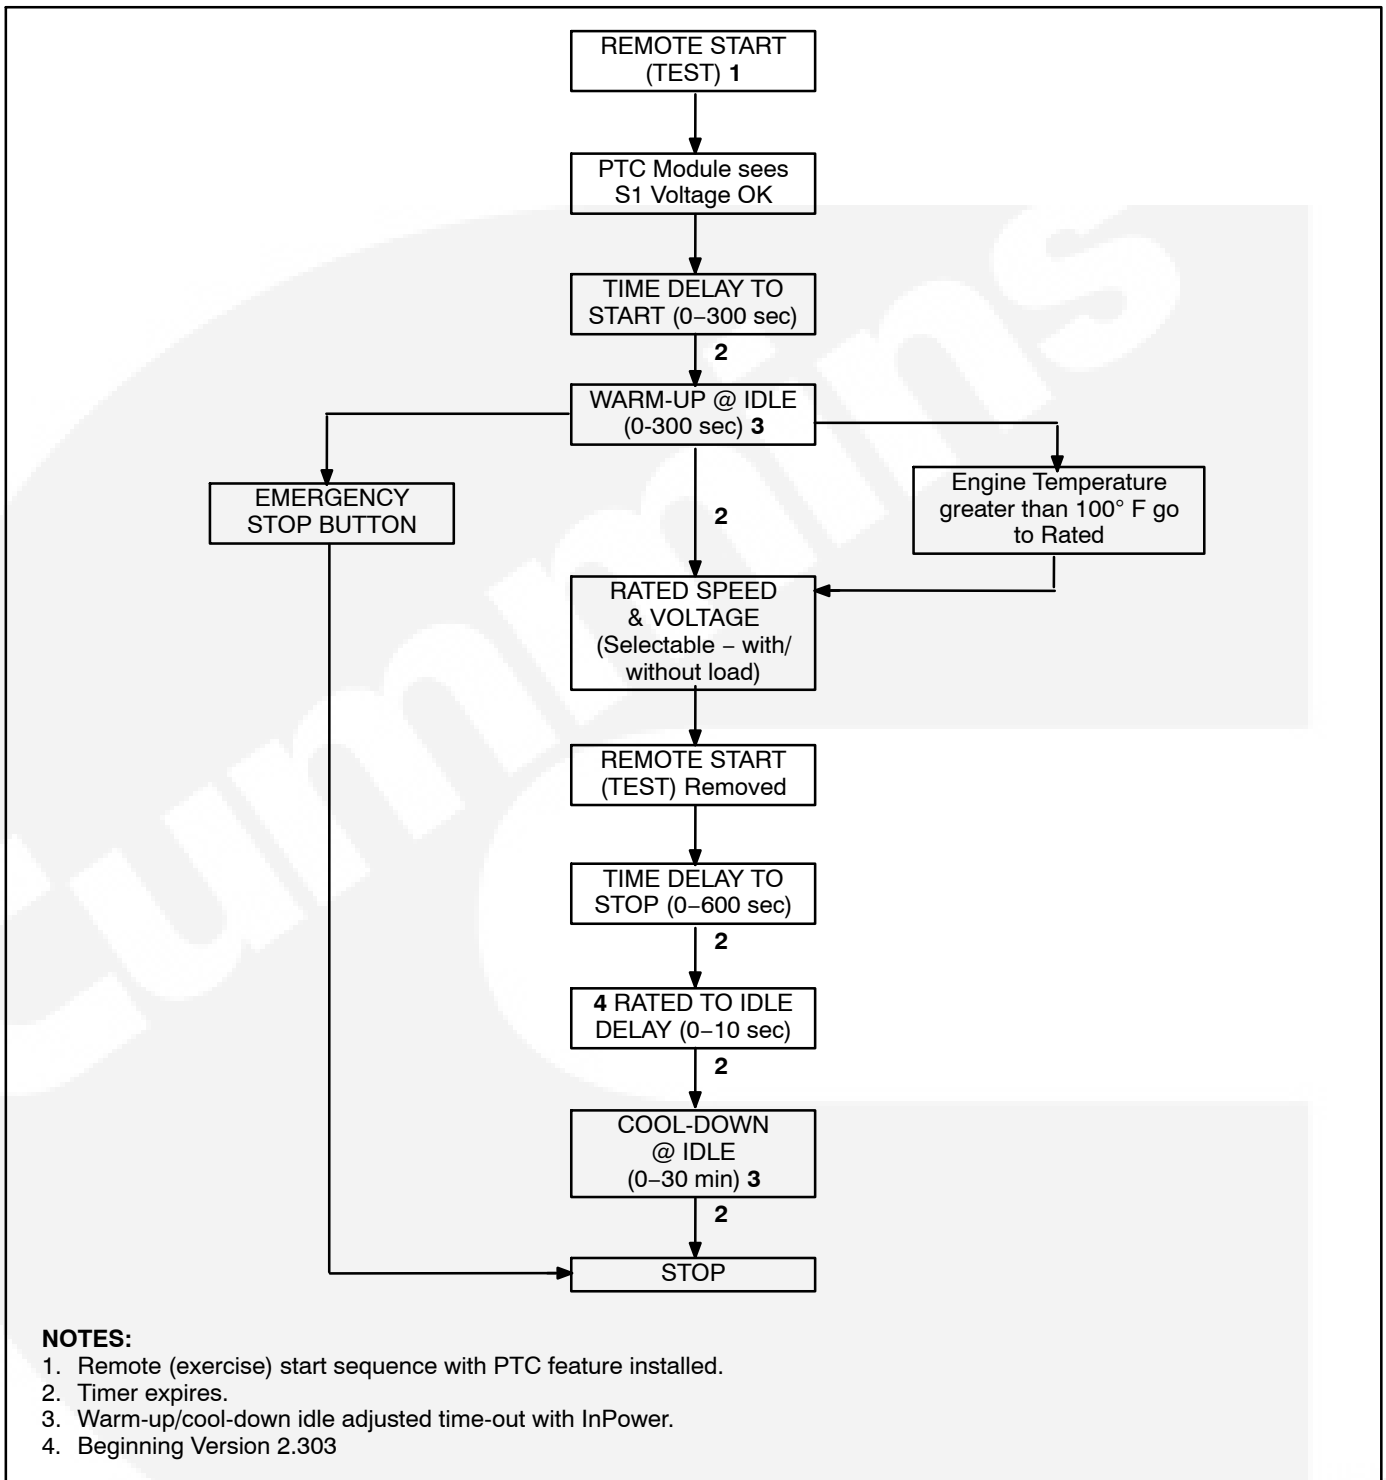 REMOTE START
(TEST) 1
PTC Module sees
S1 Voltage OK
TIME DELAY TO
START (0–300 sec)
2
WARM-UP @ IDLE
(0-300 sec) 3
EMERGENCY
STOP BUTTON
2
Engine Temperature
greater than 100° F go
to Rated
RATED SPEED
& VOLTAGE
(Selectable – with/
without load)
REMOTE START
(TEST) Removed
TIME DELAY TO
STOP (0–600 sec)
2
4 RATED TO IDLE
DELAY (0–10 sec)
2
COOL-DOWN
@ IDLE
(0–30 min) 3
2
STOP
NOTES:
1. Remote (exercise) start sequence with PTC feature installed.
2. Timer expires.
3. Warm-up/cool-down idle adjusted time-out with InPower.
4. Beginning Version 2.303
Cummins